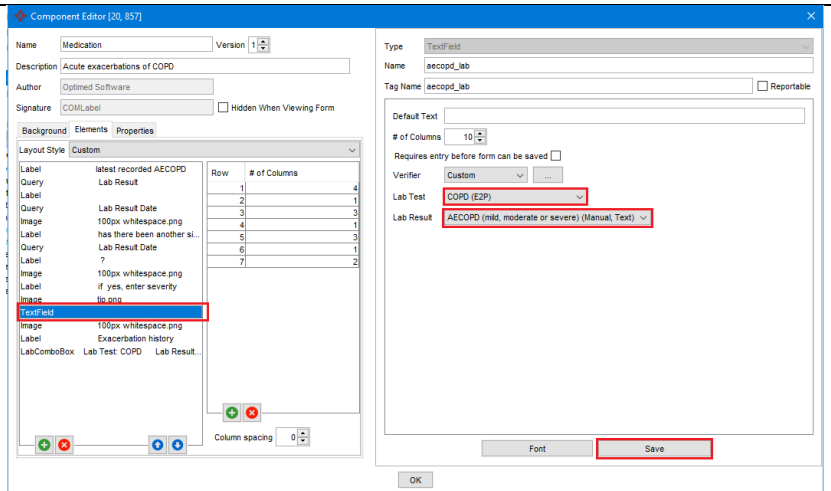 Component Editor [20, 857]
Name Medication Version 1
Description Acute exacerbations of COPD
Author Optimed Software
Signature COMLabel Hidden When Viewing Form
Background Elements Properties
Layout Style Custom
Label latest recorded AECOPD
Query Lab Result
Label
Query Lab Result Date
Image 100px whitespace.png
Label has there been another si...
Query Lab Result Date
Label ?
Image 100px whitespace.png
Label if yes, enter severity
Image tip.png
TextField
Image 100px whitespace.png
Label Exacerbation history
LabComboBox Lab Test: COPD Lab Result...
Row # of Columns
1 4
2 1
3 3
4 1
5 3
6 1
7 2
Column spacing 0
Type TextField
Name aecopd_lab
Tag Name aecopd_lab Reportable
Default Text
# of Columns 10
Requires entry before form can be saved
Verifier Custom ...
Lab Test COPD (E2P)
Lab Result AECOPD (mild, moderate or severe) (Manual, Text)
Font Save
OK